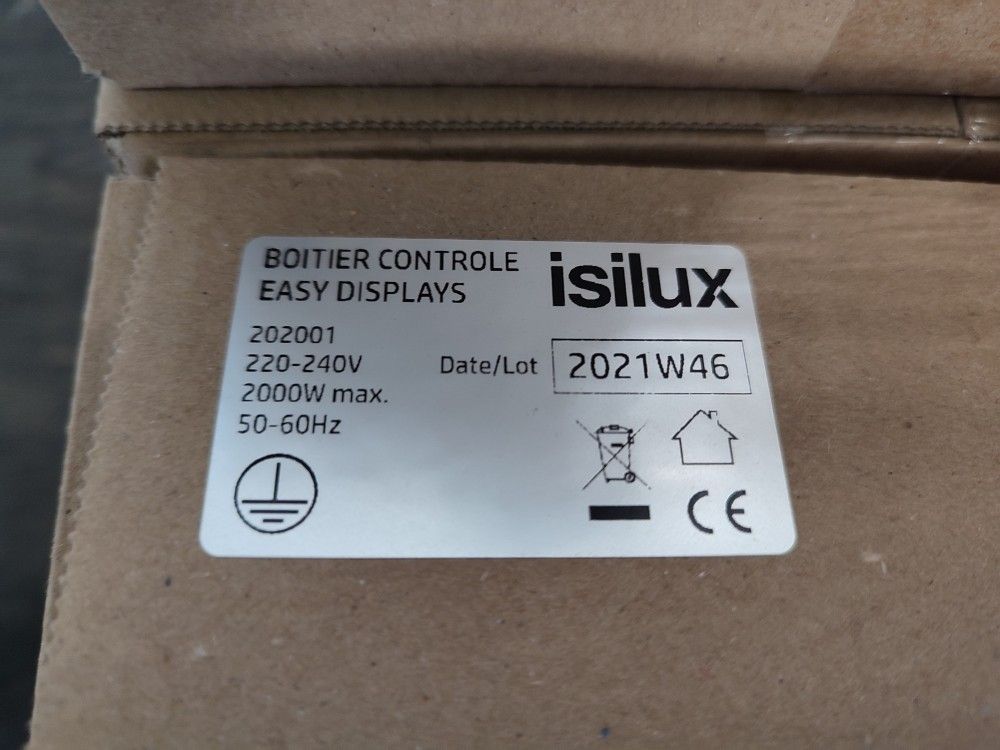 BOITIER CONTROLE
EASY DISPLAYS
isilux
202001
220-240V
2000W max.
50-60Hz
Date/Lot 2021W46
CE